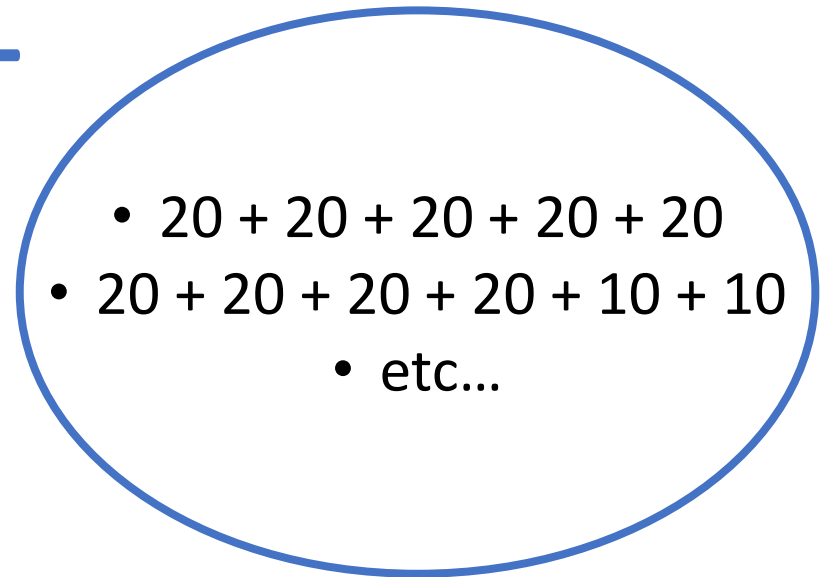 • 20 + 20 + 20 + 20 + 20
• 20 + 20 + 20 + 20 + 10 + 10
• etc…